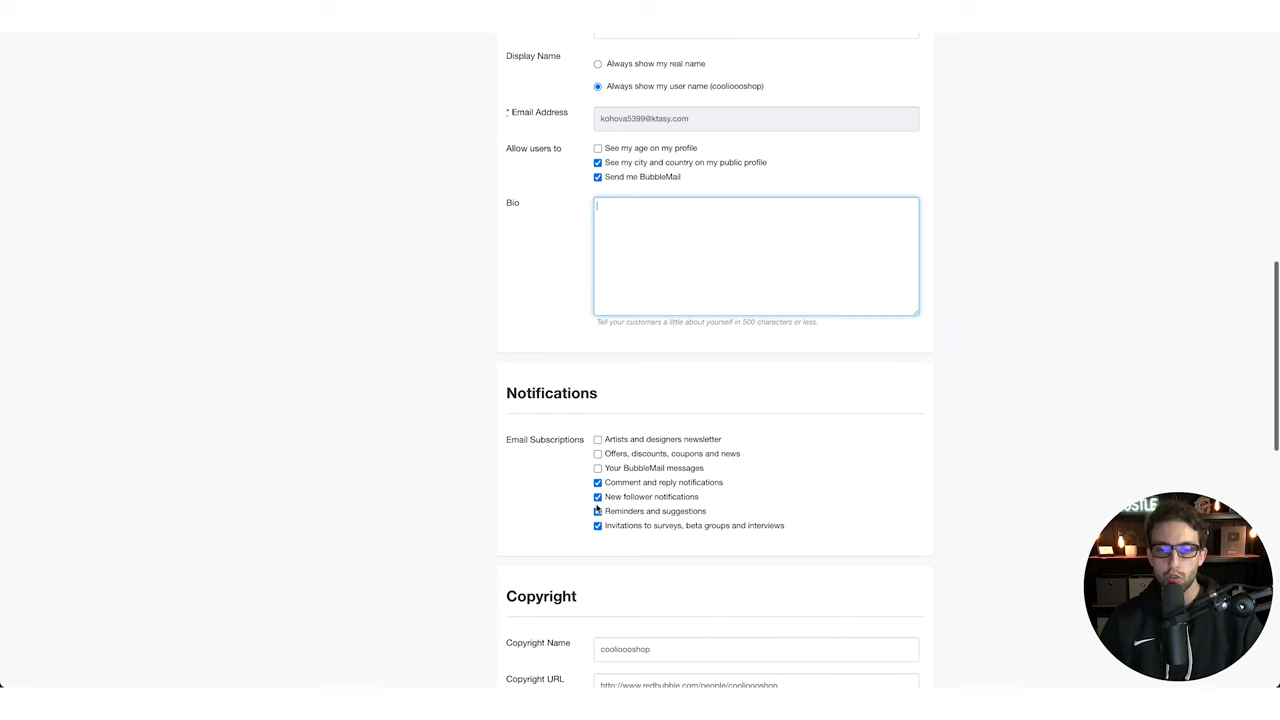 Display Name
Always show my real name
Always show my user name (cooliooshop)
* Email Address
kohova5399@ktasy.com
Allow users to
See my age on my profile
See my city and country on my public profile
Send me BubbleMail
Bio
Tell your customers a little about yourself in 500 characters or less.
Notifications
Email Subscriptions
Artists and designers newsletter
Offers, discounts, coupons and news
Your BubbleMail messages
Comment and reply notifications
New follower notifications
Reminders and suggestions
Invitations to surveys, beta groups and interviews
Copyright
Copyright Name
cooliooshop
Copyright URL
http://www.redbubble.com/people/cooliooshop